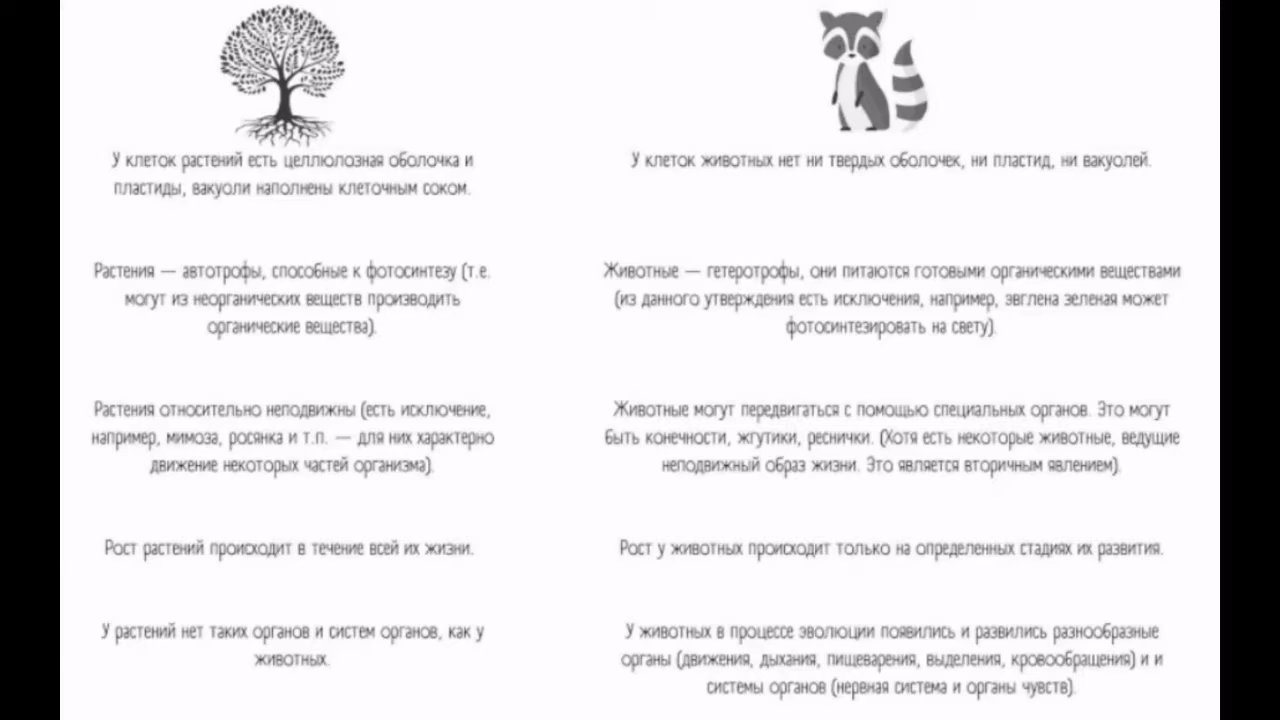 У клеток растений есть целлюлозная оболочка и
пластиды, вакуоли наполнены клеточным соком.
У клеток животных нет ни твердых оболочек, ни пластид, ни вакуолей.
Растения — автотрофы, способные к фотосинтезу (т.е.
могут из неорганических веществ производить
органические вещества).
Животные — гетеротрофы, они питаются готовыми органическими веществами
(из данного утверждения есть исключения, например, эвглена зеленая может
фотосинтезировать на свету).
Растения относительно неподвижны (есть исключение,
например, мимоза, росянка и т.п. — для них характерно
движение некоторых частей организма).
Животные могут передвигаться с помощью специальных органов. Это могут
быть конечности, жгутики, реснички. (Хотя есть некоторые животные, ведущие
неподвижный образ жизни. Это является вторичным явлением).
Рост растений происходит в течение всей их жизни.
Рост у животных происходит только на определенных стадиях их развития.
У растений нет таких органов и систем органов, как у
животных.
У животных в процессе эволюции появились и развились разнообразные
органы (движения, дыхания, пищеварения, выделения, кровообращения) и и
системы органов (нервная система и органы чувств).